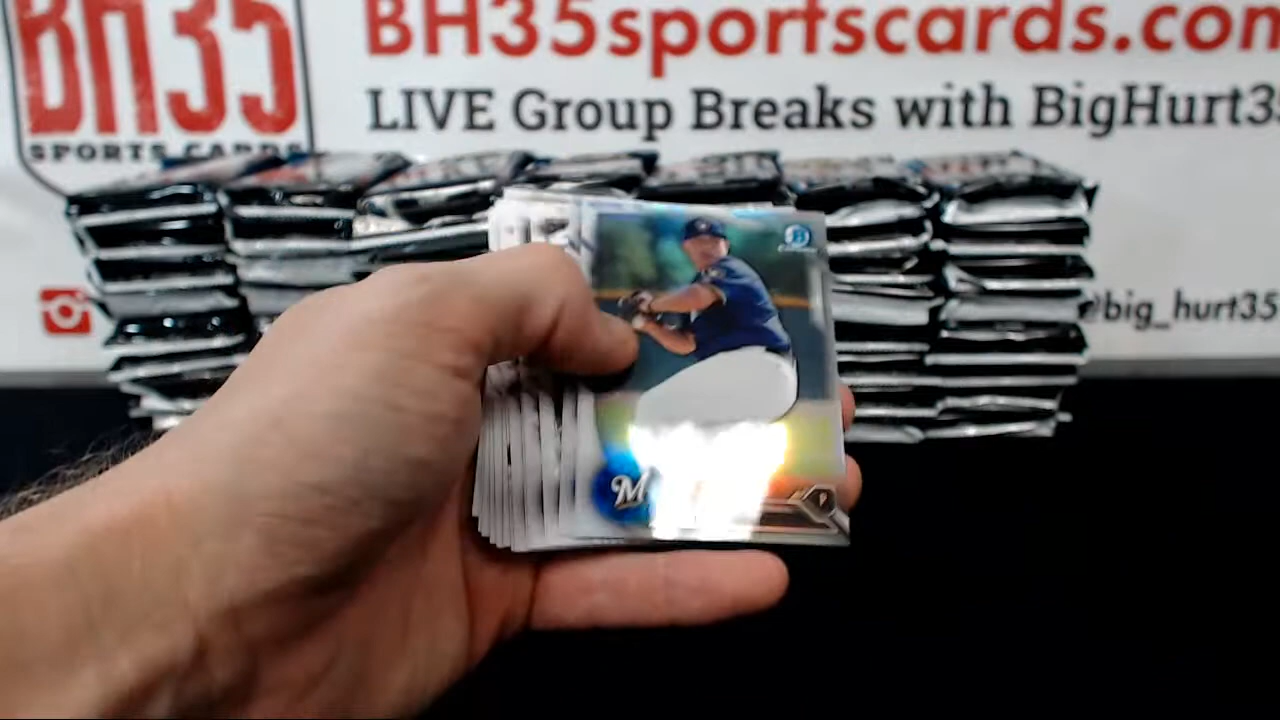 BH35
SPORTS CARDS
BH35sportscards.com
LIVE Group Breaks with BigHurt35
@big_hurt35
M
P